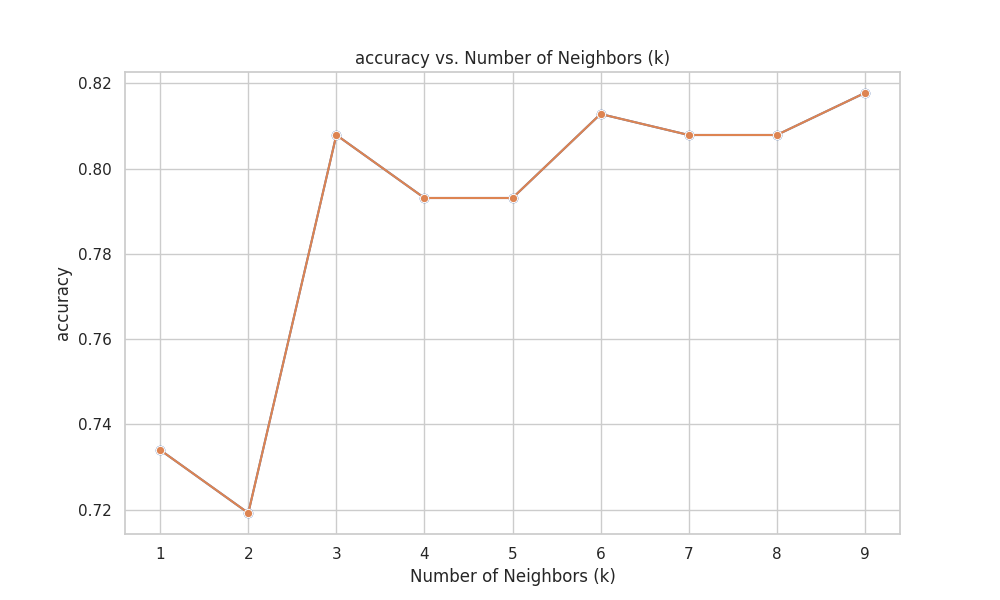 accuracy vs. Number of Neighbors (k)
0.82
0.80
0.78
0.76
0.74
0.72
accuracy
1 2 3 4 5 6 7 8 9
Number of Neighbors (k)